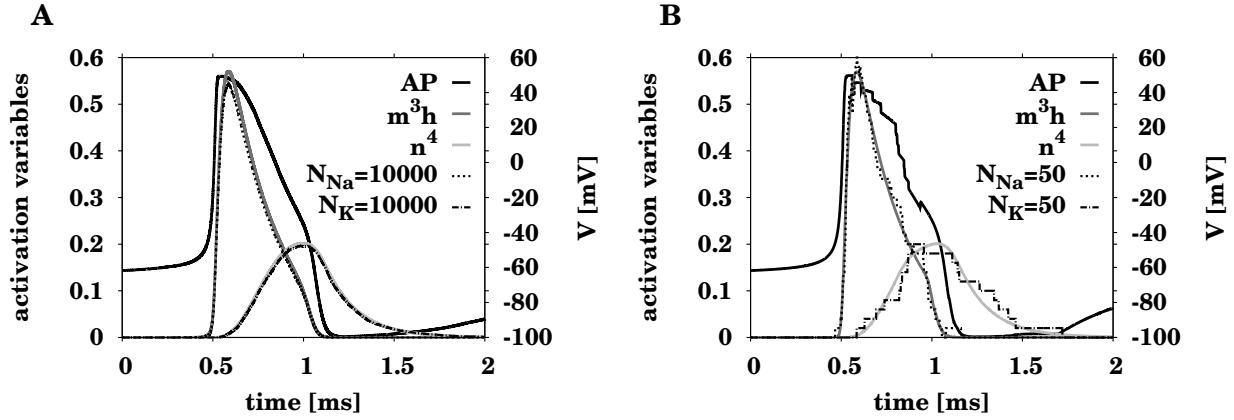 A
activation variables
0.6
0.5
0.4
0.3
0.2
0.1
0
0
0.5
1
1.5
2
time [ms]
60
40
20
0
-20
-40
-60
-80
-100
V [mV]
AP
m³h
n⁴
N_Na=10000
N_K=10000
B
activation variables
0.6
0.5
0.4
0.3
0.2
0.1
0
0
0.5
1
1.5
2
time [ms]
60
40
20
0
-20
-40
-60
-80
-100
V [mV]
AP
m³h
n⁴
N_Na=50
N_K=50